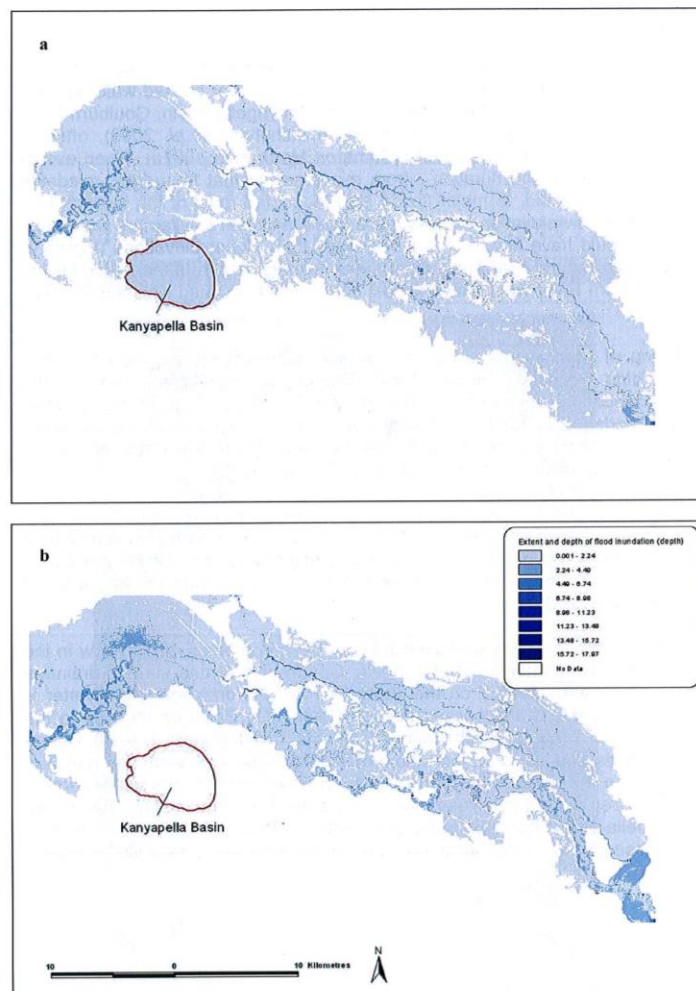 a
Kanyapella Basin
b
Extent and depth of flood inundation (depth)
0.001 - 2.24
2.24 - 4.49
4.49 - 6.74
6.74 - 8.98
8.98 - 11.23
11.23 - 13.48
13.48 - 15.72
15.72 - 17.97
No Data
Kanyapella Basin
10 0 10 Kilometres
N